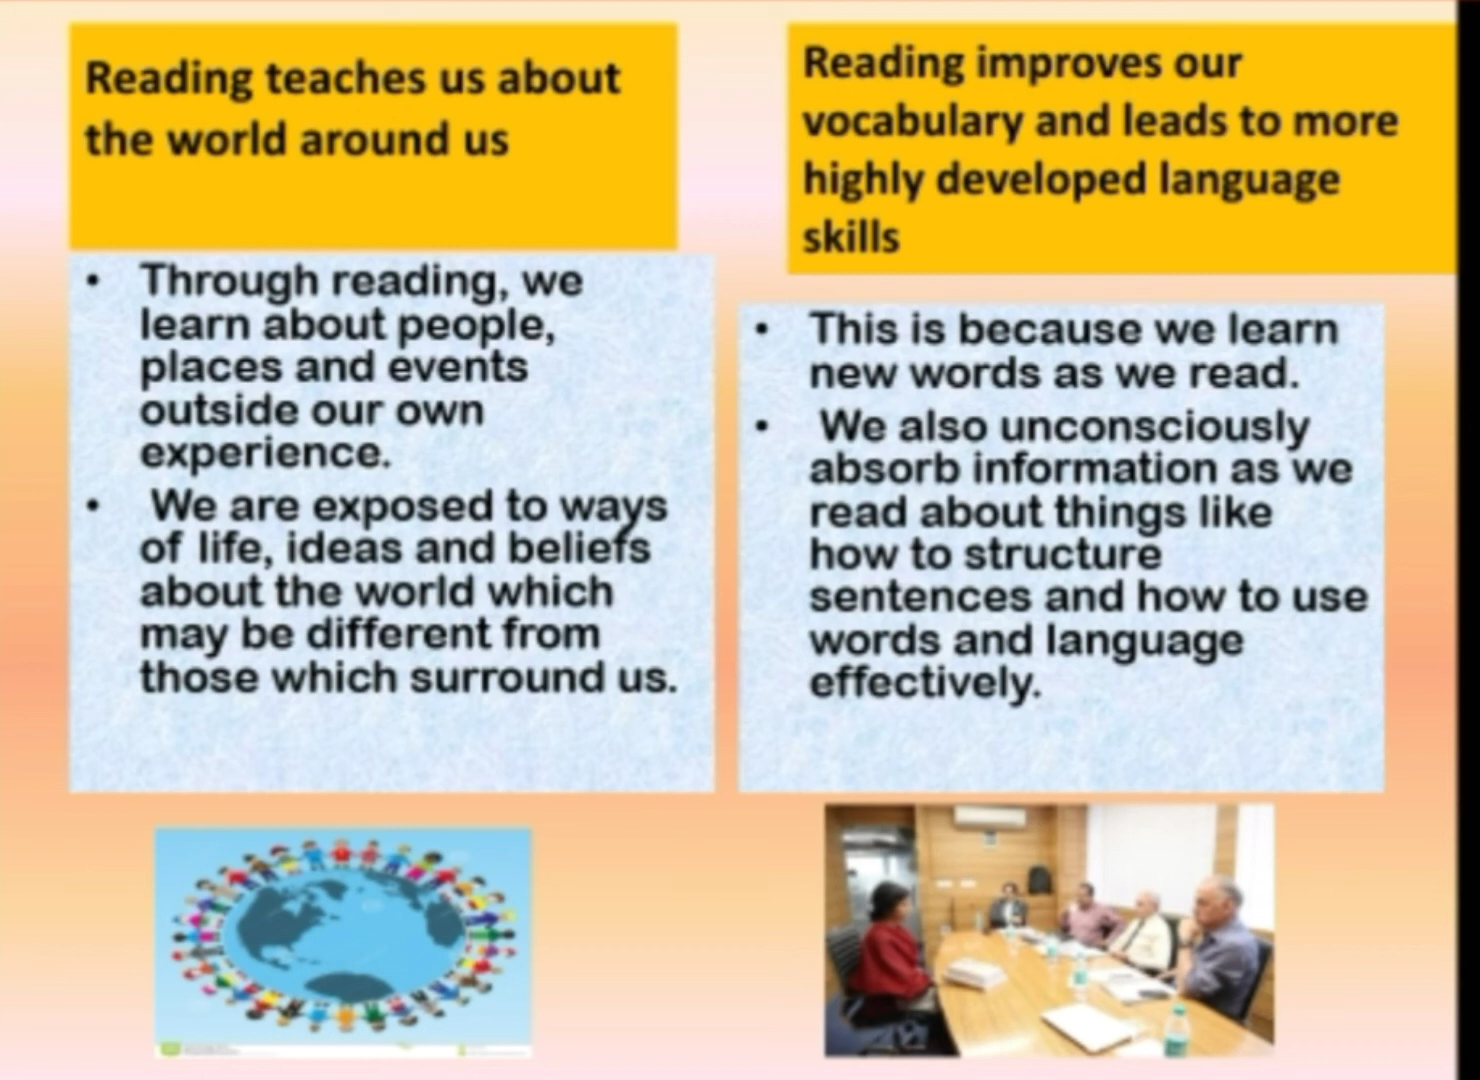 Reading teaches us about
the world around us
• Through reading, we
learn about people,
places and events
outside our own
experience.
• We are exposed to ways
of life, ideas and beliefs
about the world which
may be different from
those which surround us.
Reading improves our
vocabulary and leads to more
highly developed language
skills
• This is because we learn
new words as we read.
• We also unconsciously
absorb information as we
read about things like
how to structure
sentences and how to use
words and language
effectively.